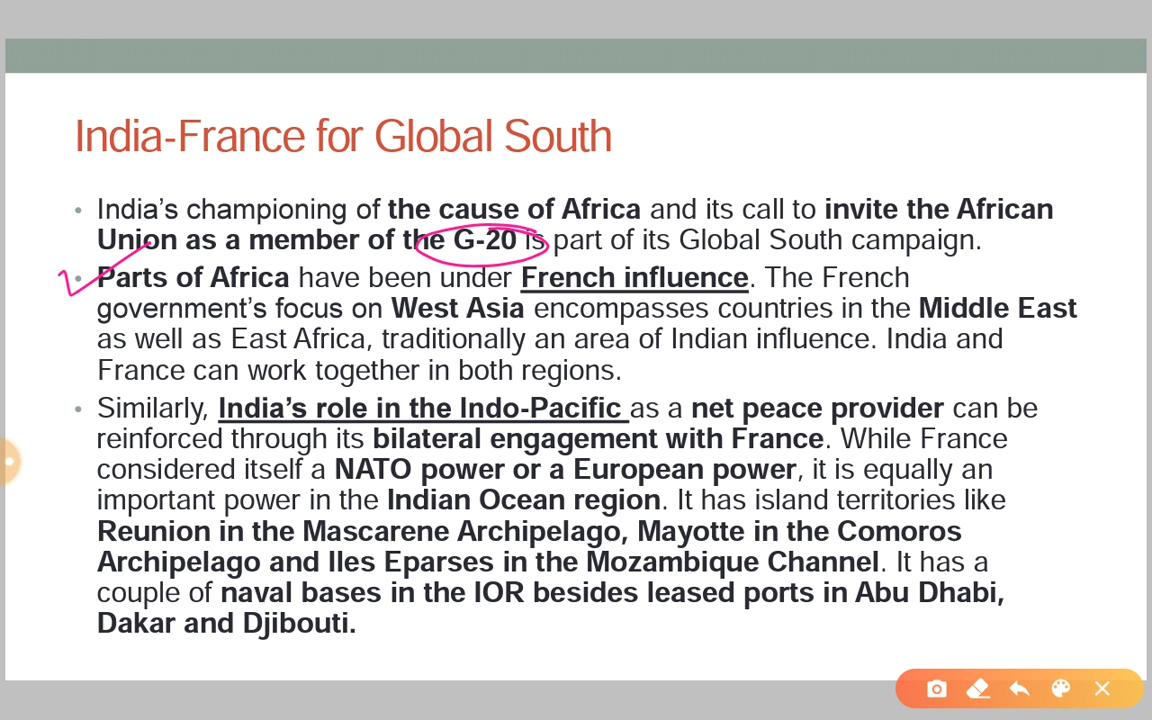 India-France for Global South
• India's championing of the cause of Africa and its call to invite the African
Union as a member of the G-20 is part of its Global South campaign.
• Parts of Africa have been under French influence. The French
government's focus on West Asia encompasses countries in the Middle East
as well as East Africa, traditionally an area of Indian influence. India and
France can work together in both regions.
• Similarly, India's role in the Indo-Pacific as a net peace provider can be
reinforced through its bilateral engagement with France. While France
considered itself a NATO power or a European power, it is equally an
important power in the Indian Ocean region. It has island territories like
Reunion in the Mascarene Archipelago, Mayotte in the Comoros
Archipelago and Iles Eparses in the Mozambique Channel. It has a
couple of naval bases in the IOR besides leased ports in Abu Dhabi,
Dakar and Djibouti.